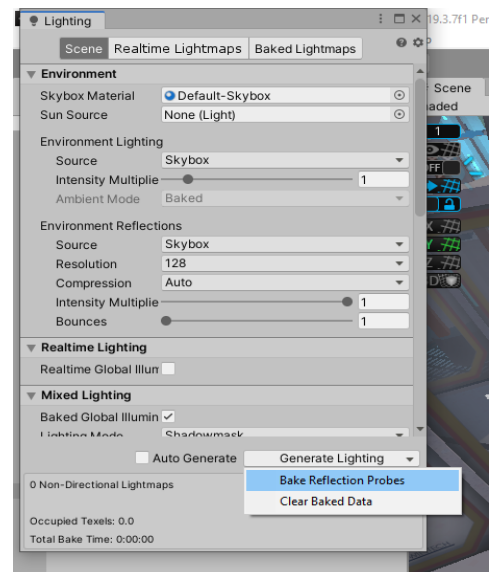 Lighting
19.3.7f1 Per
Scene Realtime Lightmaps Baked Lightmaps
Environment
Scene
Skybox Material Default-Skybox
aded
Sun Source None (Light)
1
Environment Lighting
Source Skybox
OFF
Intensity Multiplie 1
Ambient Mode Baked
2
X
Environment Reflections
Y
Source Skybox
Z
Resolution 128
3D
Compression Auto
Intensity Multiplie 1
Bounces 1
Realtime Lighting
Realtime Global Illun
Mixed Lighting
Baked Global Illumin
Lighting Mode Shadowmask
Auto Generate Generate Lighting
Bake Reflection Probes
0 Non-Directional Lightmaps
Clear Baked Data
Occupied Texels: 0.0
Total Bake Time: 0:00:00